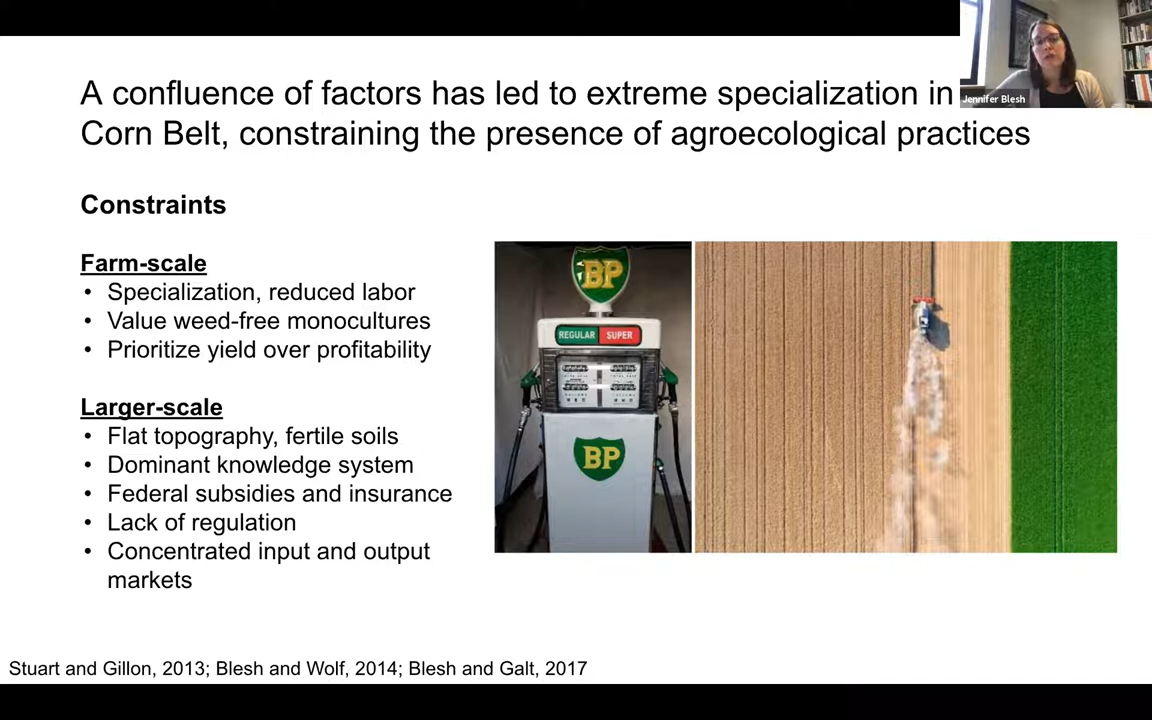 A confluence of factors has led to extreme specialization in
Corn Belt, constraining the presence of agroecological practices
Jennifer Blesh
Constraints
Farm-scale
• Specialization, reduced labor
• Value weed-free monocultures
• Prioritize yield over profitability
Larger-scale
• Flat topography, fertile soils
• Dominant knowledge system
• Federal subsidies and insurance
• Lack of regulation
• Concentrated input and output
markets
BP
REGULAR SUPER
BP
Stuart and Gillon, 2013; Blesh and Wolf, 2014; Blesh and Galt, 2017